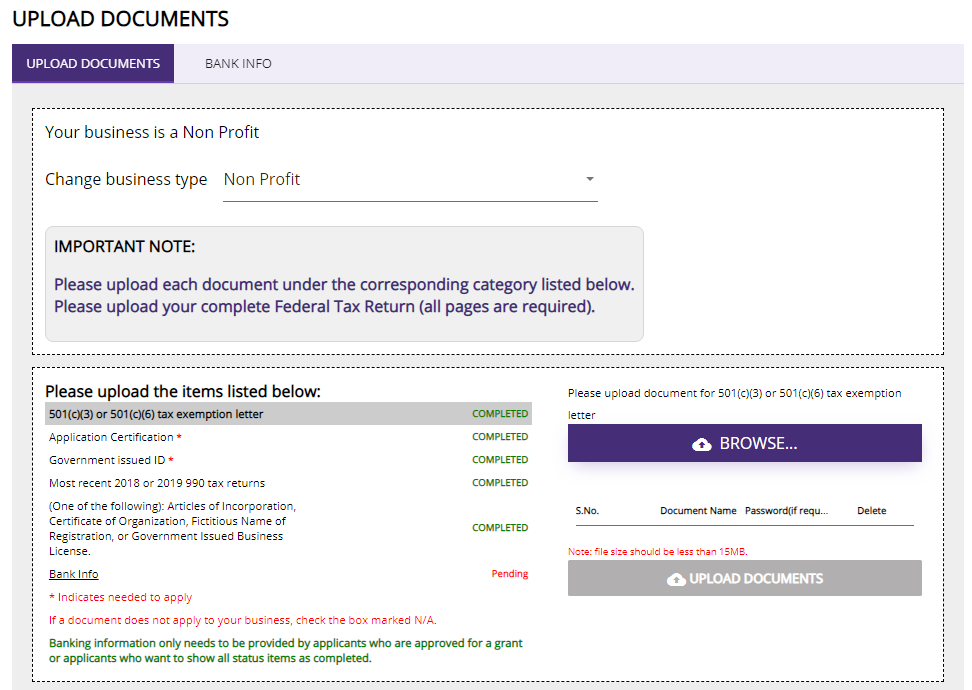 UPLOAD DOCUMENTS
UPLOAD DOCUMENTS
BANK INFO
Your business is a Non Profit
Change business type
Non Profit
IMPORTANT NOTE:
Please upload each document under the corresponding category listed below.
Please upload your complete Federal Tax Return (all pages are required).
Please upload the items listed below:
501(c)(3) or 501(c)(6) tax exemption letter COMPLETED
Application Certification * COMPLETED
Government issued ID * COMPLETED
Most recent 2018 or 2019 990 tax returns COMPLETED
(One of the following): Articles of Incorporation,
Certificate of Organization, Fictitious Name of
Registration, or Government Issued Business
License.
COMPLETED
Bank Info Pending
* Indicates needed to apply
If a document does not apply to your business, check the box marked N/A.
Banking information only needs to be provided by applicants who are approved for a grant
or applicants who want to show all status items as completed.
Please upload document for 501(c)(3) or 501(c)(6) tax exemption
letter
BROWSE...
S.No. Document Name Password(if requ... Delete
Note: file size should be less than 15MB.
UPLOAD DOCUMENTS